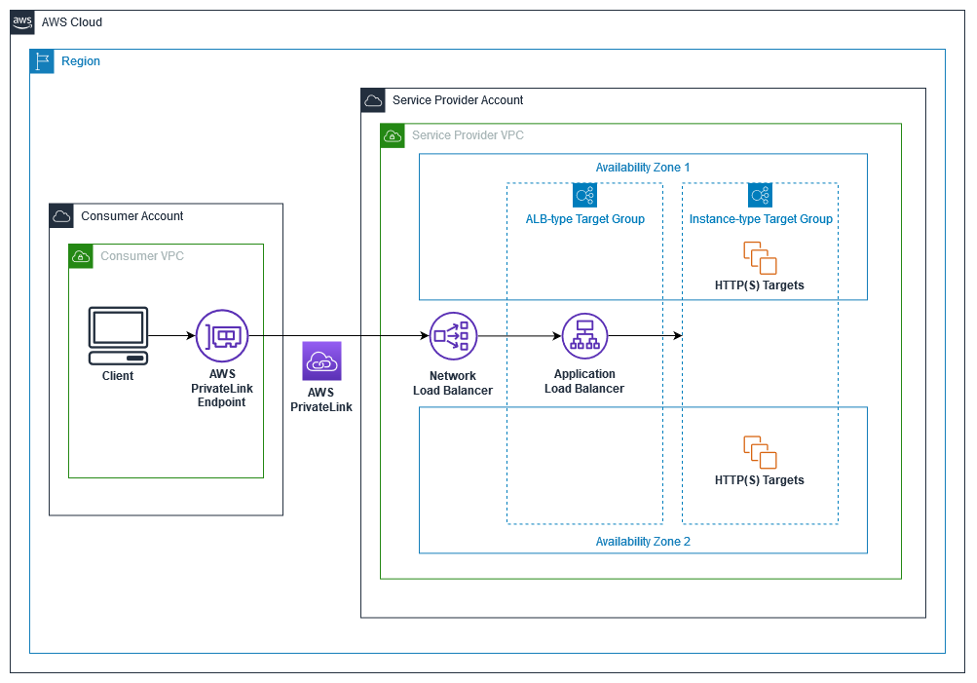 aws
AWS Cloud
Region
Service Provider Account
Service Provider VPC
Availability Zone 1
ALB-type Target Group
Instance-type Target Group
HTTP(S) Targets
Consumer Account
Consumer VPC
Client
AWS
PrivateLink
Endpoint
AWS
PrivateLink
Network
Load Balancer
Application
Load Balancer
HTTP(S) Targets
Availability Zone 2